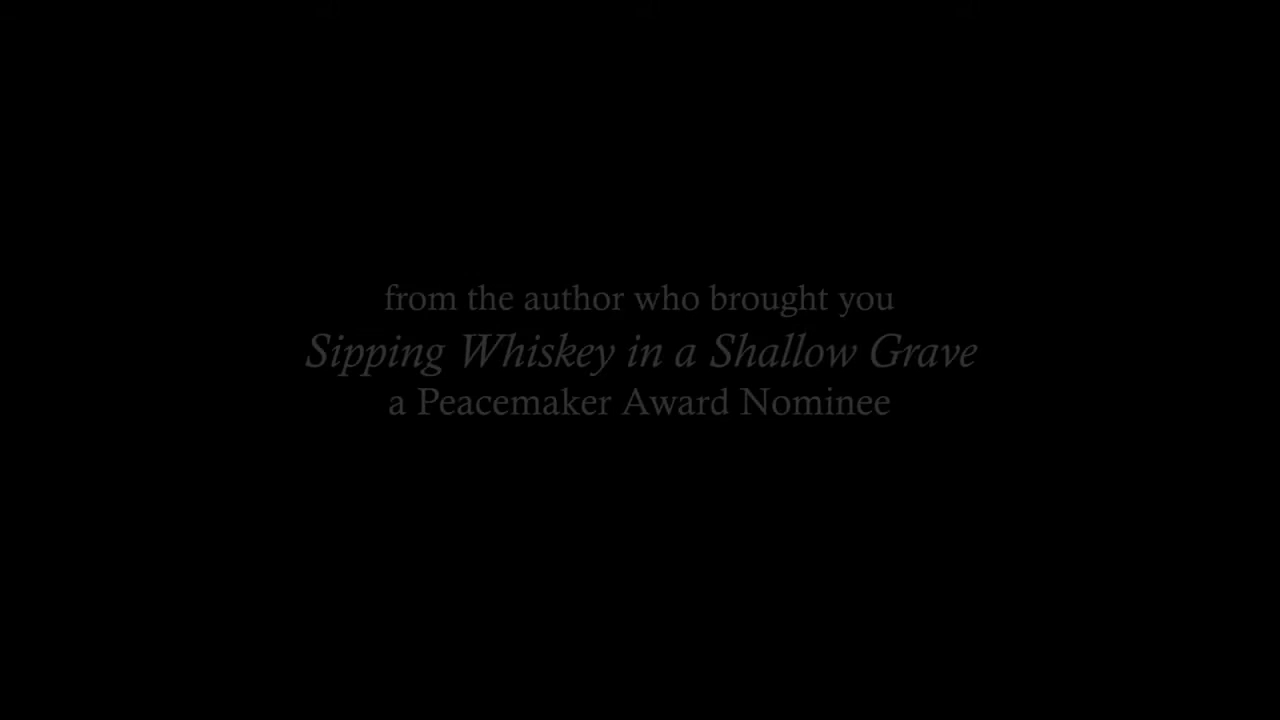 from the author who brought you
Sipping Whiskey in a Shallow Grave
a Peacemaker Award Nominee